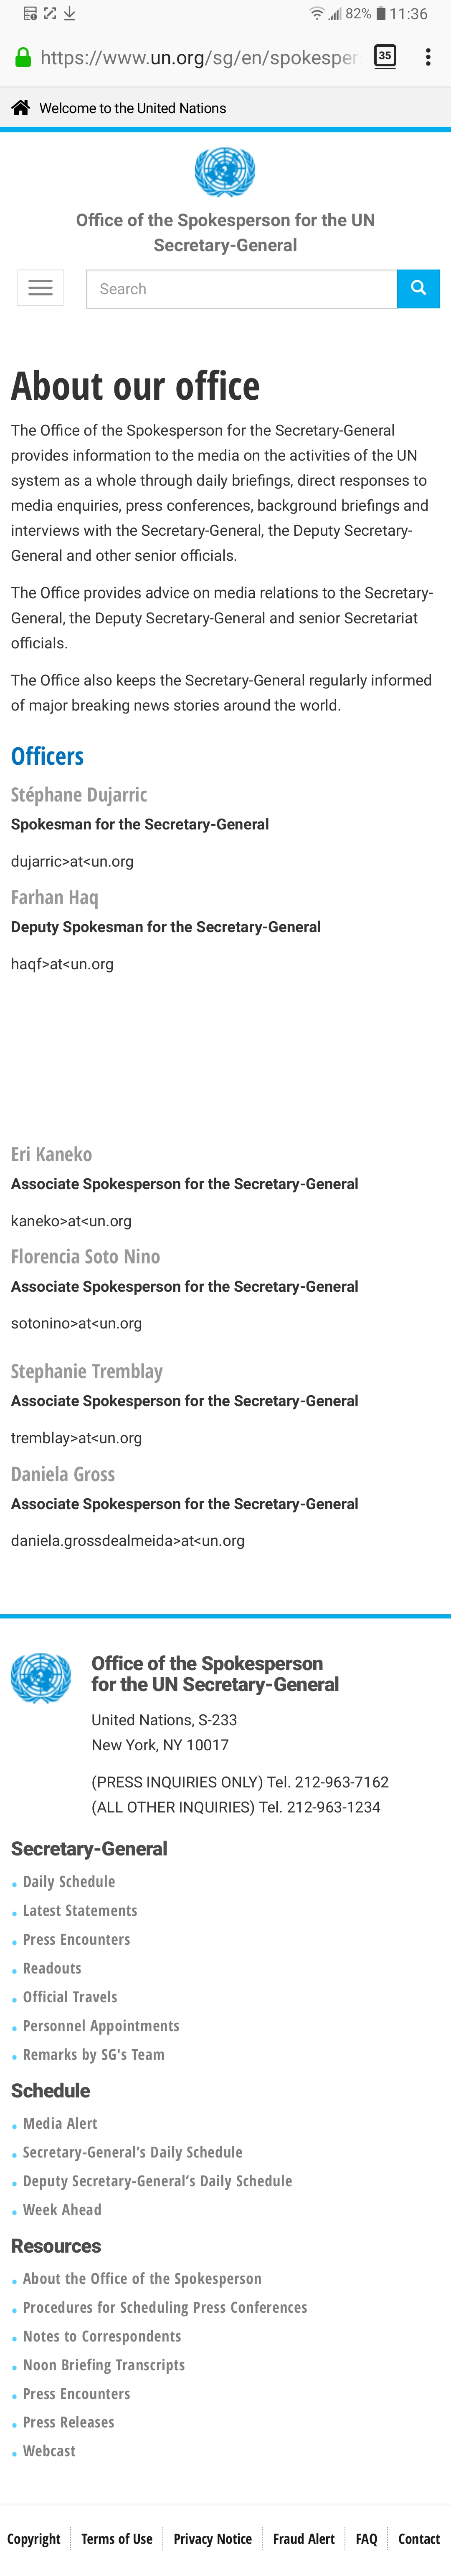 82% 11:36
https://www.un.org/sg/en/spokesper
35
Welcome to the United Nations
Office of the Spokesperson for the UN
Secretary-General
Search
About our office
The Office of the Spokesperson for the Secretary-General
provides information to the media on the activities of the UN
system as a whole through daily briefings, direct responses to
media enquiries, press conferences, background briefings and
interviews with the Secretary-General, the Deputy Secretary-
General and other senior officials.
The Office provides advice on media relations to the Secretary-
General, the Deputy Secretary-General and senior Secretariat
officials.
The Office also keeps the Secretary-General regularly informed
of major breaking news stories around the world.
Officers
Stéphane Dujarric
Spokesman for the Secretary-General
dujarric>at<un.org
Farhan Haq
Deputy Spokesman for the Secretary-General
haqf>at<un.org
Eri Kaneko
Associate Spokesperson for the Secretary-General
kaneko>at<un.org
Florencia Soto Nino
Associate Spokesperson for the Secretary-General
sotonino>at<un.org
Stephanie Tremblay
Associate Spokesperson for the Secretary-General
tremblay>at<un.org
Daniela Gross
Associate Spokesperson for the Secretary-General
daniela.grossdealmeida>at<un.org
Office of the Spokesperson
for the UN Secretary-General
United Nations, S-233
New York, NY 10017
(PRESS INQUIRIES ONLY) Tel. 212-963-7162
(ALL OTHER INQUIRIES) Tel. 212-963-1234
Secretary-General
Daily Schedule
Latest Statements
Press Encounters
Readouts
Official Travels
Personnel Appointments
Remarks by SG's Team
Schedule
Media Alert
Secretary-General’s Daily Schedule
Deputy Secretary-General’s Daily Schedule
Week Ahead
Resources
About the Office of the Spokesperson
Procedures for Scheduling Press Conferences
Notes to Correspondents
Noon Briefing Transcripts
Press Encounters
Press Releases
Webcast
Copyright Terms of Use Privacy Notice Fraud Alert FAQ Contact